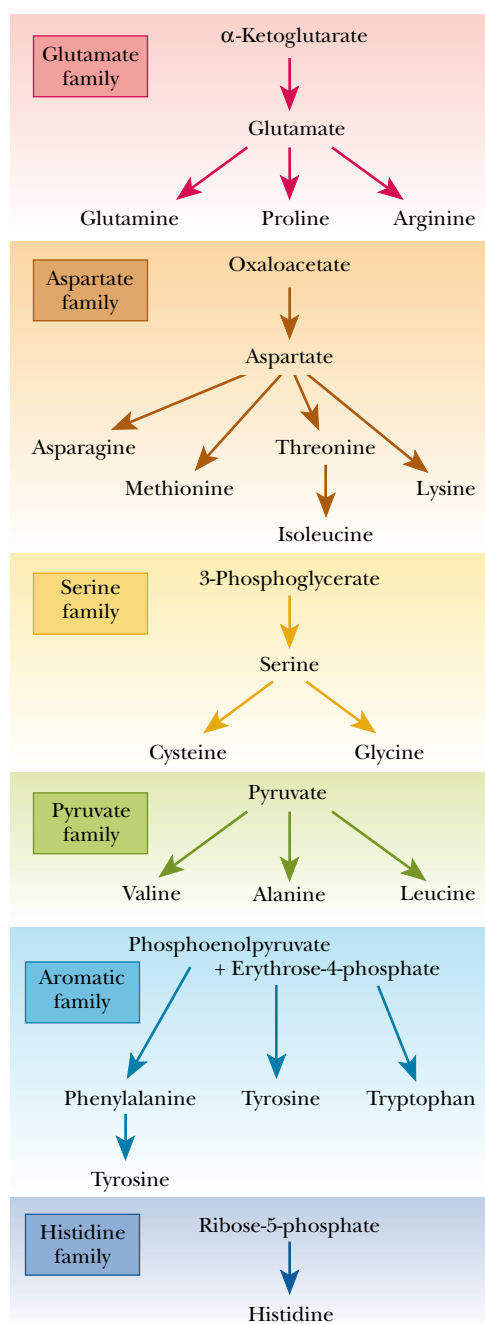 α-Ketoglutarate
Glutamate
family
Glutamate
Glutamine Proline Arginine
Oxaloacetate
Aspartate
family
Aspartate
Asparagine Threonine
Methionine Lysine
Isoleucine
3-Phosphoglycerate
Serine
family
Serine
Cysteine Glycine
Pyruvate
Pyruvate
family
Valine Alanine Leucine
Phosphoenolpyruvate
+ Erythrose-4-phosphate
Aromatic
family
Phenylalanine Tyrosine Tryptophan
Tyrosine
Ribose-5-phosphate
Histidine
family
Histidine